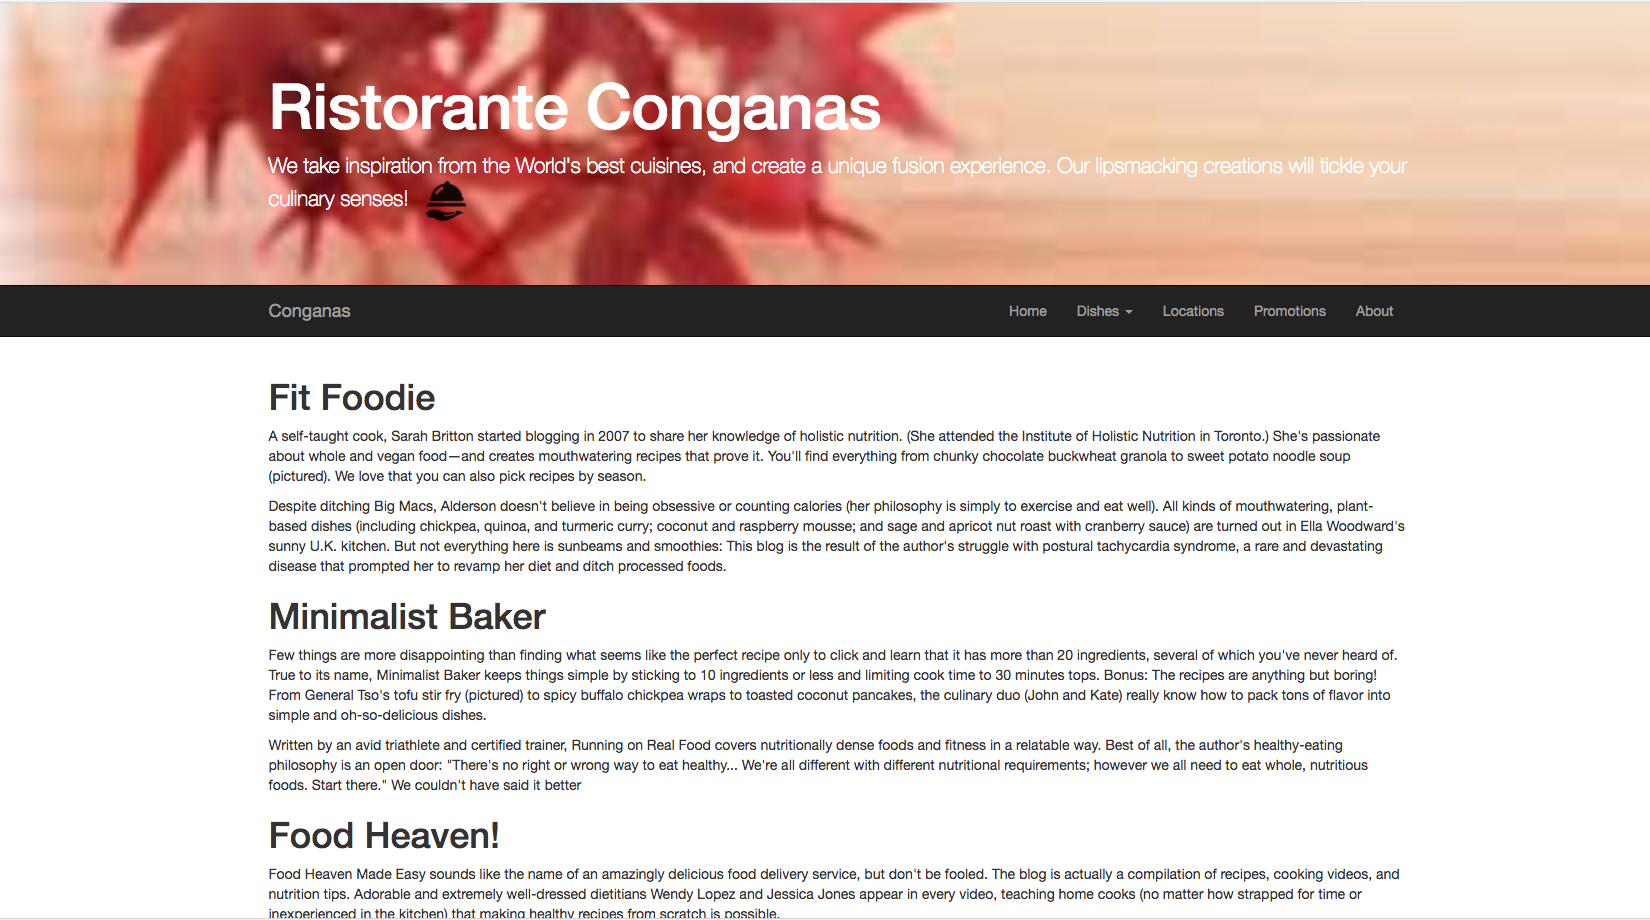 Ristorante Conganas
We take inspiration from the World's best cuisines, and create a unique fusion experience. Our lipsmacking creations will tickle your
culinary senses!
Conganas
Home Dishes Locations Promotions About
Fit Foodie
A self-taught cook, Sarah Britton started blogging in 2007 to share her knowledge of holistic nutrition. (She attended the Institute of Holistic Nutrition in Toronto.) She's passionate
about whole and vegan food—and creates mouthwatering recipes that prove it. You'll find everything from chunky chocolate buckwheat granola to sweet potato noodle soup
(pictured). We love that you can also pick recipes by season.
Despite ditching Big Macs, Alderson doesn't believe in being obsessive or counting calories (her philosophy is simply to exercise and eat well). All kinds of mouthwatering, plant-
based dishes (including chickpea, quinoa, and turmeric curry; coconut and raspberry mousse; and sage and apricot nut roast with cranberry sauce) are turned out in Ella Woodward's
sunny U.K. kitchen. But not everything here is sunbeams and smoothies: This blog is the result of the author's struggle with postural tachycardia syndrome, a rare and devastating
disease that prompted her to revamp her diet and ditch processed foods.
Minimalist Baker
Few things are more disappointing than finding what seems like the perfect recipe only to click and learn that it has more than 20 ingredients, several of which you've never heard of.
True to its name, Minimalist Baker keeps things simple by sticking to 10 ingredients or less and limiting cook time to 30 minutes tops. Bonus: The recipes are anything but boring!
From General Tso's tofu stir fry (pictured) to spicy buffalo chickpea wraps to toasted coconut pancakes, the culinary duo (John and Kate) really know how to pack tons of flavor into
simple and oh-so-delicious dishes.
Written by an avid triathlete and certified trainer, Running on Real Food covers nutritionally dense foods and fitness in a relatable way. Best of all, the author's healthy-eating
philosophy is an open door: "There's no right or wrong way to eat healthy... We're all different with different nutritional requirements; however we all need to eat whole, nutritious
foods. Start there." We couldn't have said it better
Food Heaven!
Food Heaven Made Easy sounds like the name of an amazingly delicious food delivery service, but don't be fooled. The blog is actually a compilation of recipes, cooking videos, and
nutrition tips. Adorable and extremely well-dressed dietitians Wendy Lopez and Jessica Jones appear in every video, teaching home cooks (no matter how strapped for time or
inexperienced in the kitchen) that making healthy recipes from scratch is possible.